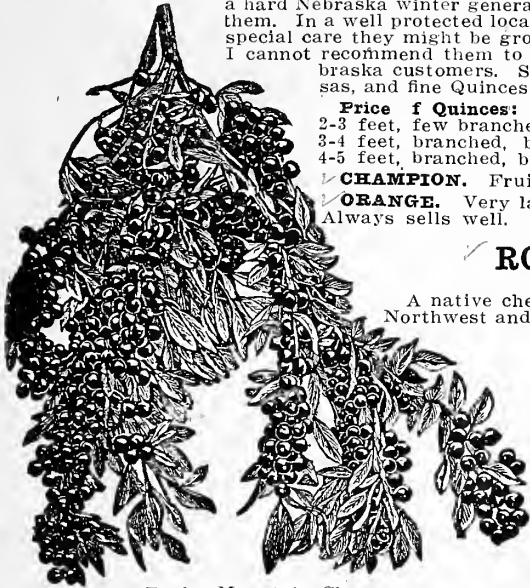 a hard Nebraska winter genera
them. In a well protected loca
special care they might be gro
I cannot recommend them to
braska customers. S
sas, and fine Quinces
Price f Quinces:
2-3 feet, few branche
3-4 feet, branched, b
4-5 feet, branched, b
CHAMPION. Frui
ORANGE. Very la
Always sells well.
RO
A native che
Northwest and